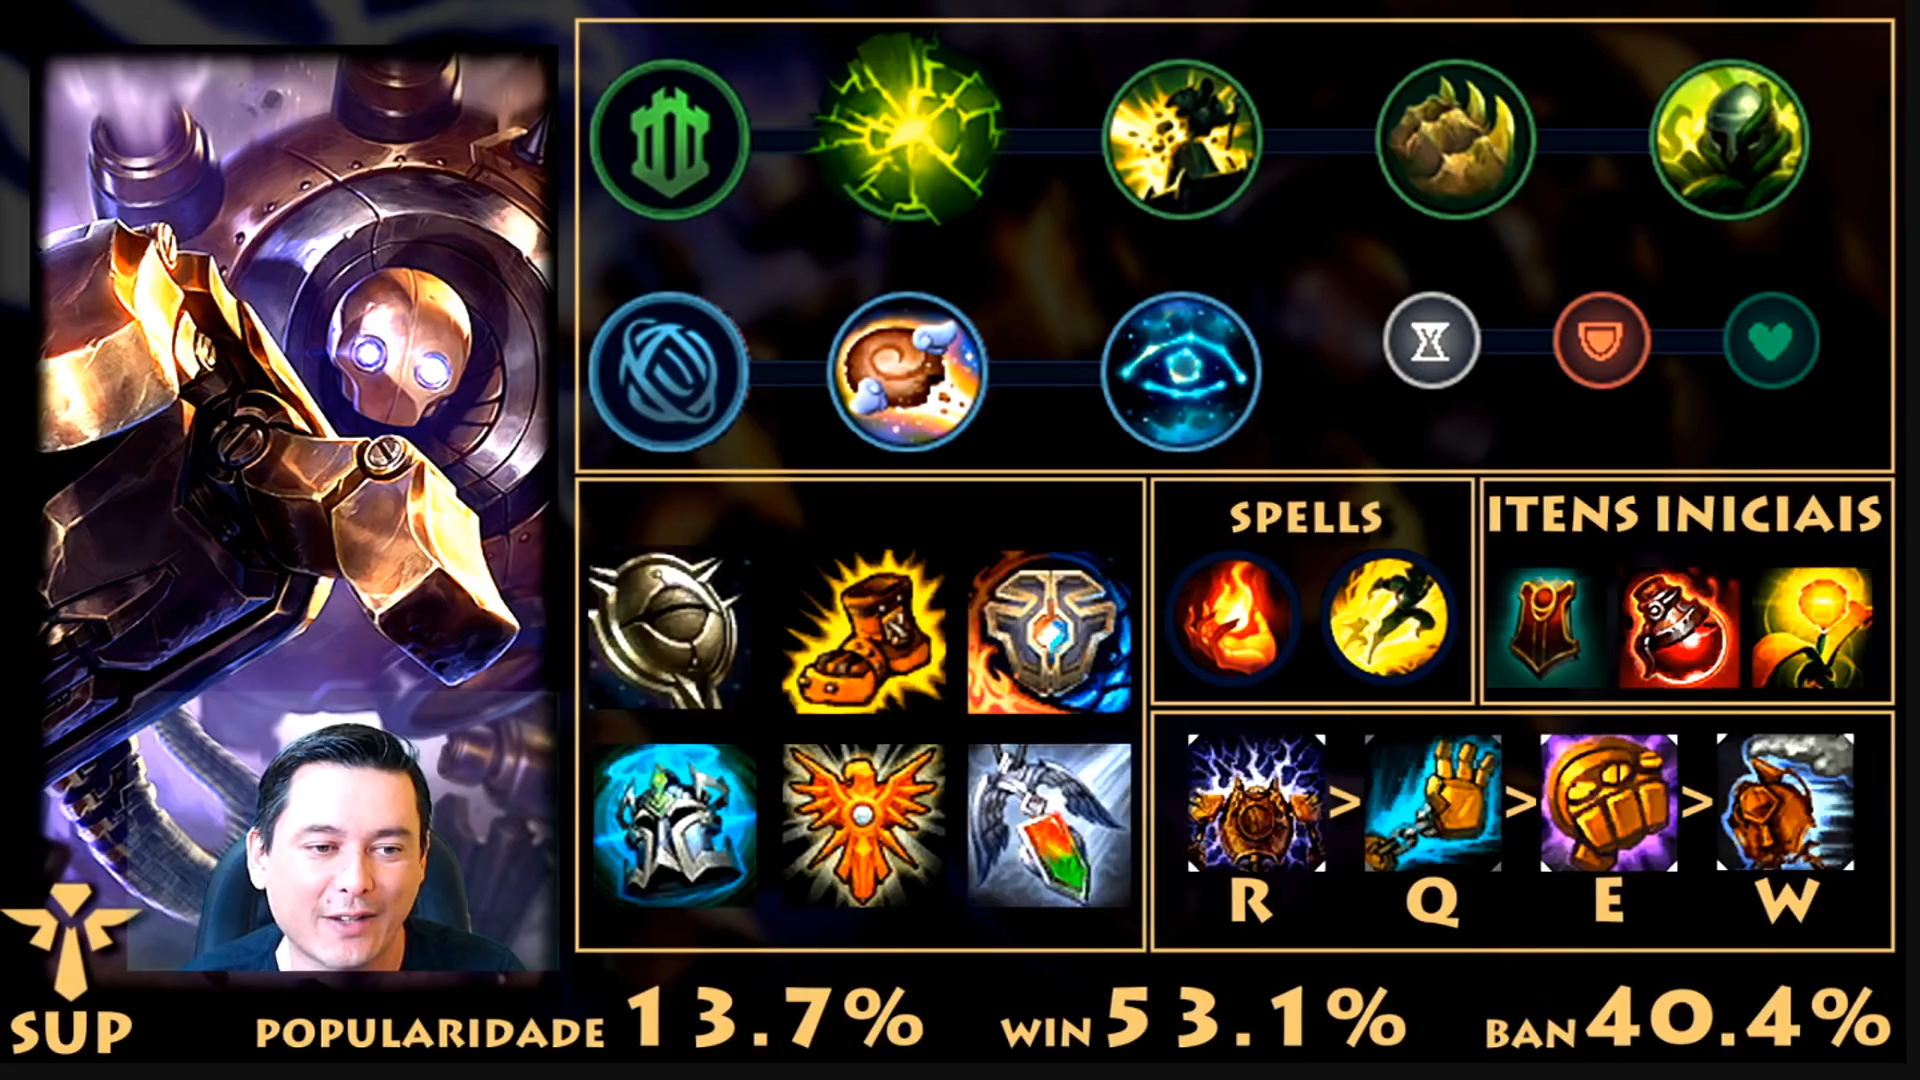 SPELLS
ITENS INICIAIS
> > >
R Q E W
SUP
POPULARIDADE 13.7% WIN 53.1% BAN 40.4%